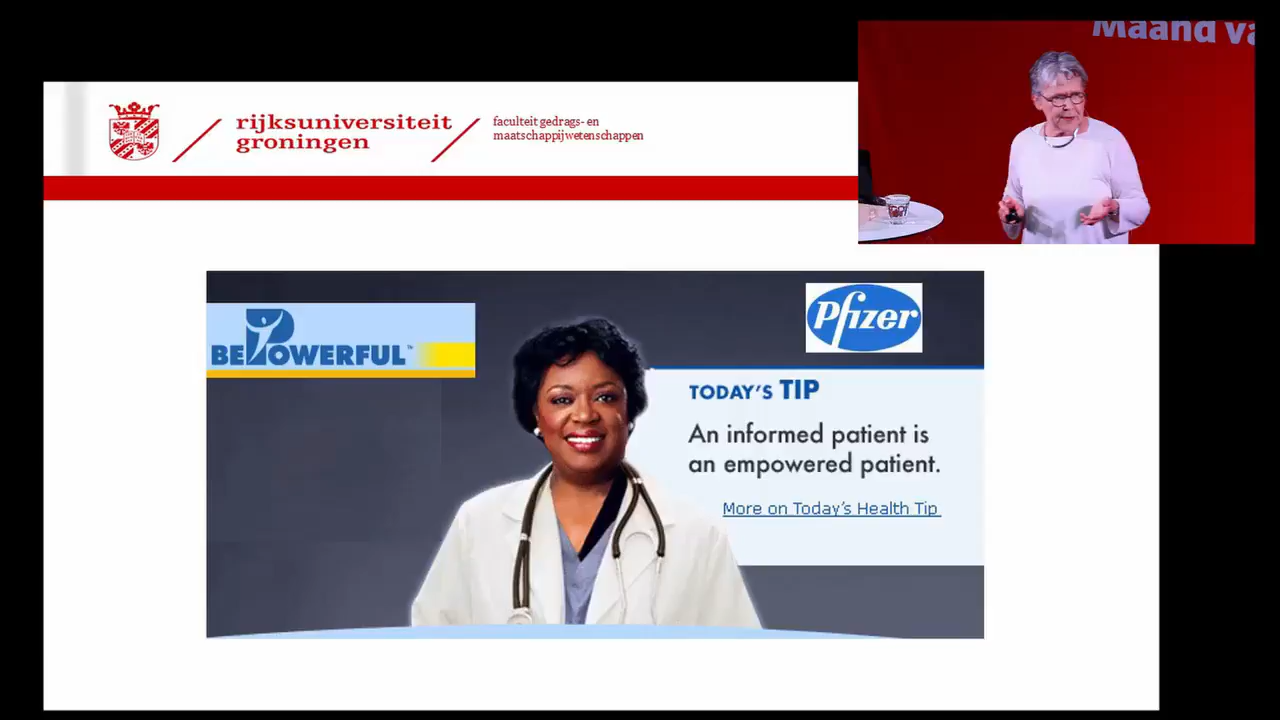 Maand va
rijksuniversiteit
groningen
faculteit gedrags- en
maatschappijwetenschappen
BEPOWERFUL™
Pfizer
TODAY'S TIP
An informed patient is
an empowered patient.
More on Today's Health Tip